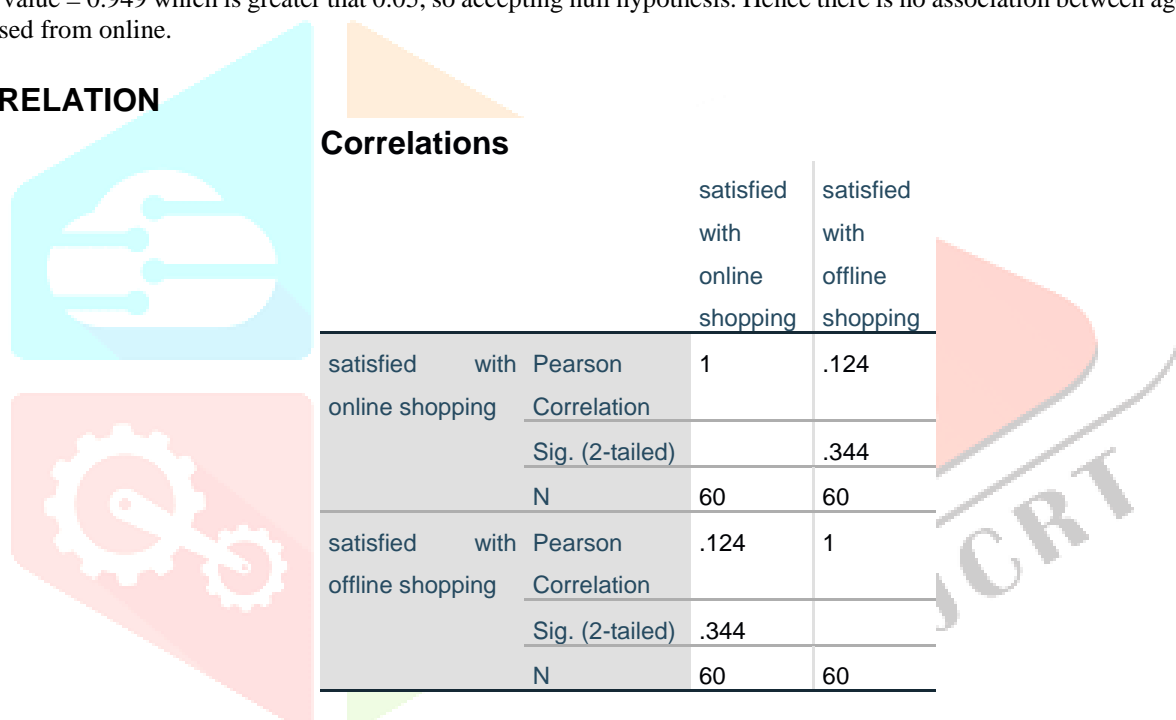 value = 0.949 which is greater that 0.05, so accepting null hypothesis. Hence there is no association between ag
sed from online.
RELATION
Correlations
satisfied with online shopping satisfied with offline shopping
satisfied with online shopping Pearson Correlation 1 .124
Sig. (2-tailed) .344
N 60 60
satisfied with offline shopping Pearson Correlation .124 1
Sig. (2-tailed) .344
N 60 60
JCRT